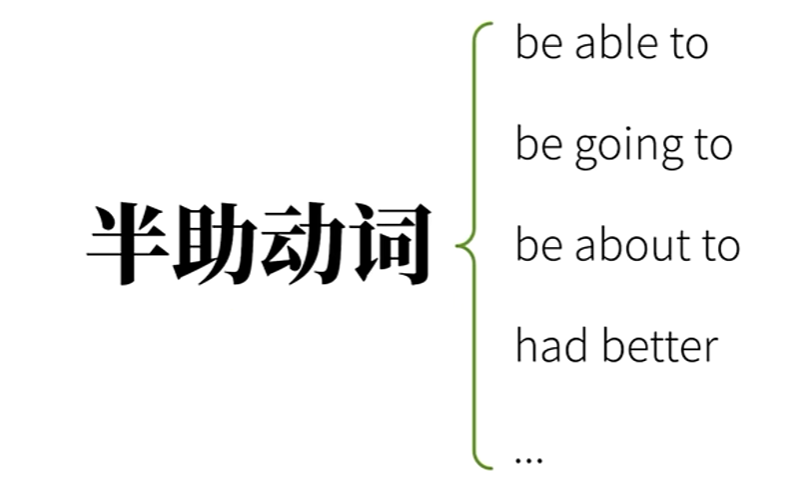 半助动词
be able to
be going to
be about to
had better
...